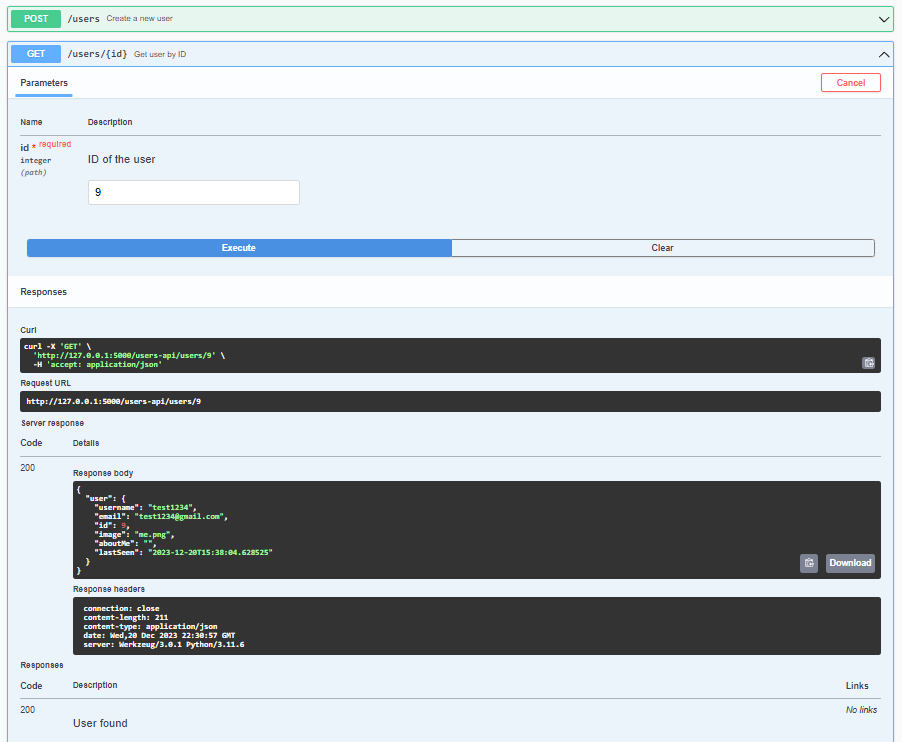 POST /users Create a new user
GET /users/{id} Get user by ID
Parameters
Cancel
Name Description
id * required
integer
(path)
ID of the user
9
Execute Clear
Responses
Curl
curl -X 'GET' \
  'http://127.0.0.1:5000/users-api/users/9' \
  -H 'accept: application/json'
Request URL
http://127.0.0.1:5000/users-api/users/9
Server response
Code Details
200
Response body
{
  "user": {
    "username": "test1234",
    "email": "test1234@gmail.com",
    "id": 9,
    "image": "me.png",
    "aboutMe": "",
    "lastSeen": "2023-12-20T15:38:04.628525"
  }
}
Download
Response headers
connection: close
content-length: 211
content-type: application/json
date: Wed,20 Dec 2023 22:30:57 GMT
server: Werkzeug/3.0.1 Python/3.11.6
Responses
Code Description Links
200
User found
No links